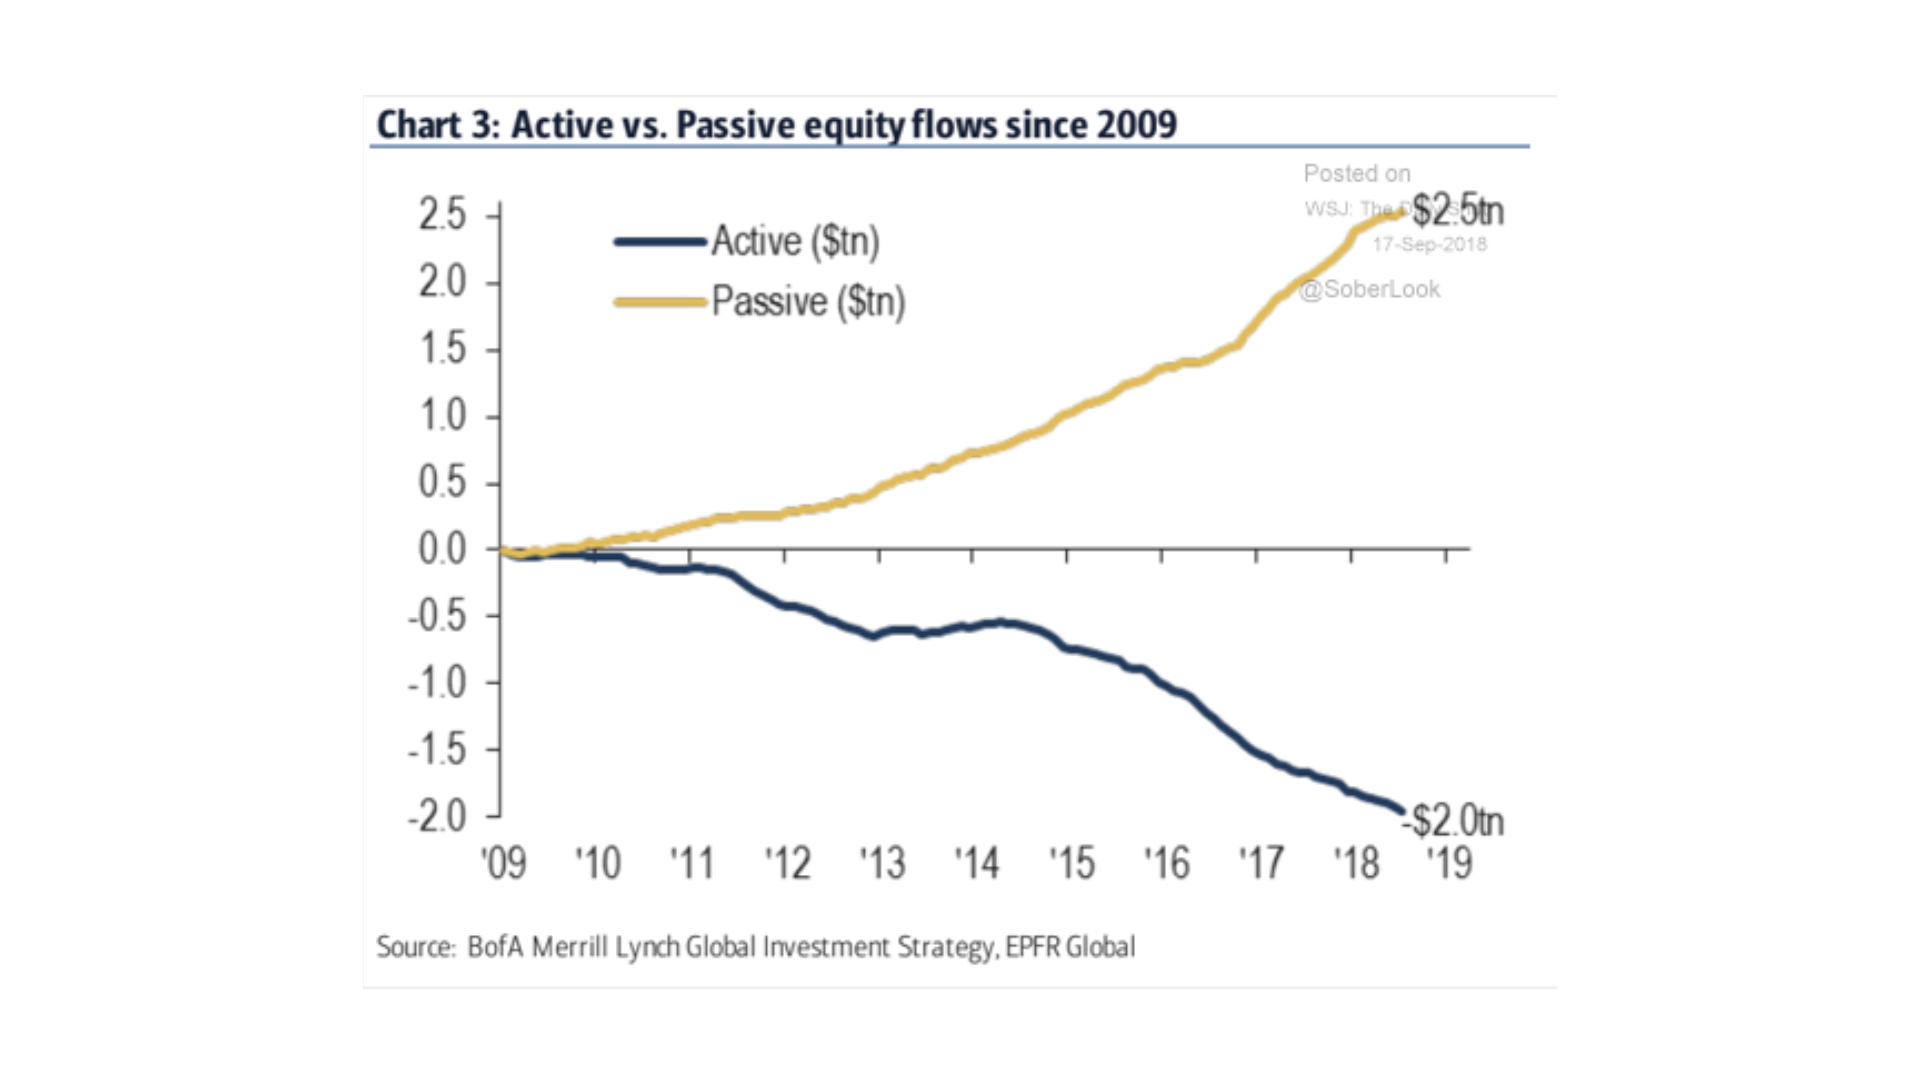 Chart 3: Active vs. Passive equity flows since 2009
Posted on
WSJ: The
$2.5tn
17-Sep-2018
@SoberLook
Active ($tn)
Passive ($tn)
2.5
2.0
1.5
1.0
0.5
0.0
-0.5
-1.0
-1.5
-2.0
-$2.0tn
'09 '10 '11 '12 '13 '14 '15 '16 '17 '18 '19
Source: BofA Merrill Lynch Global Investment Strategy, EPFR Global